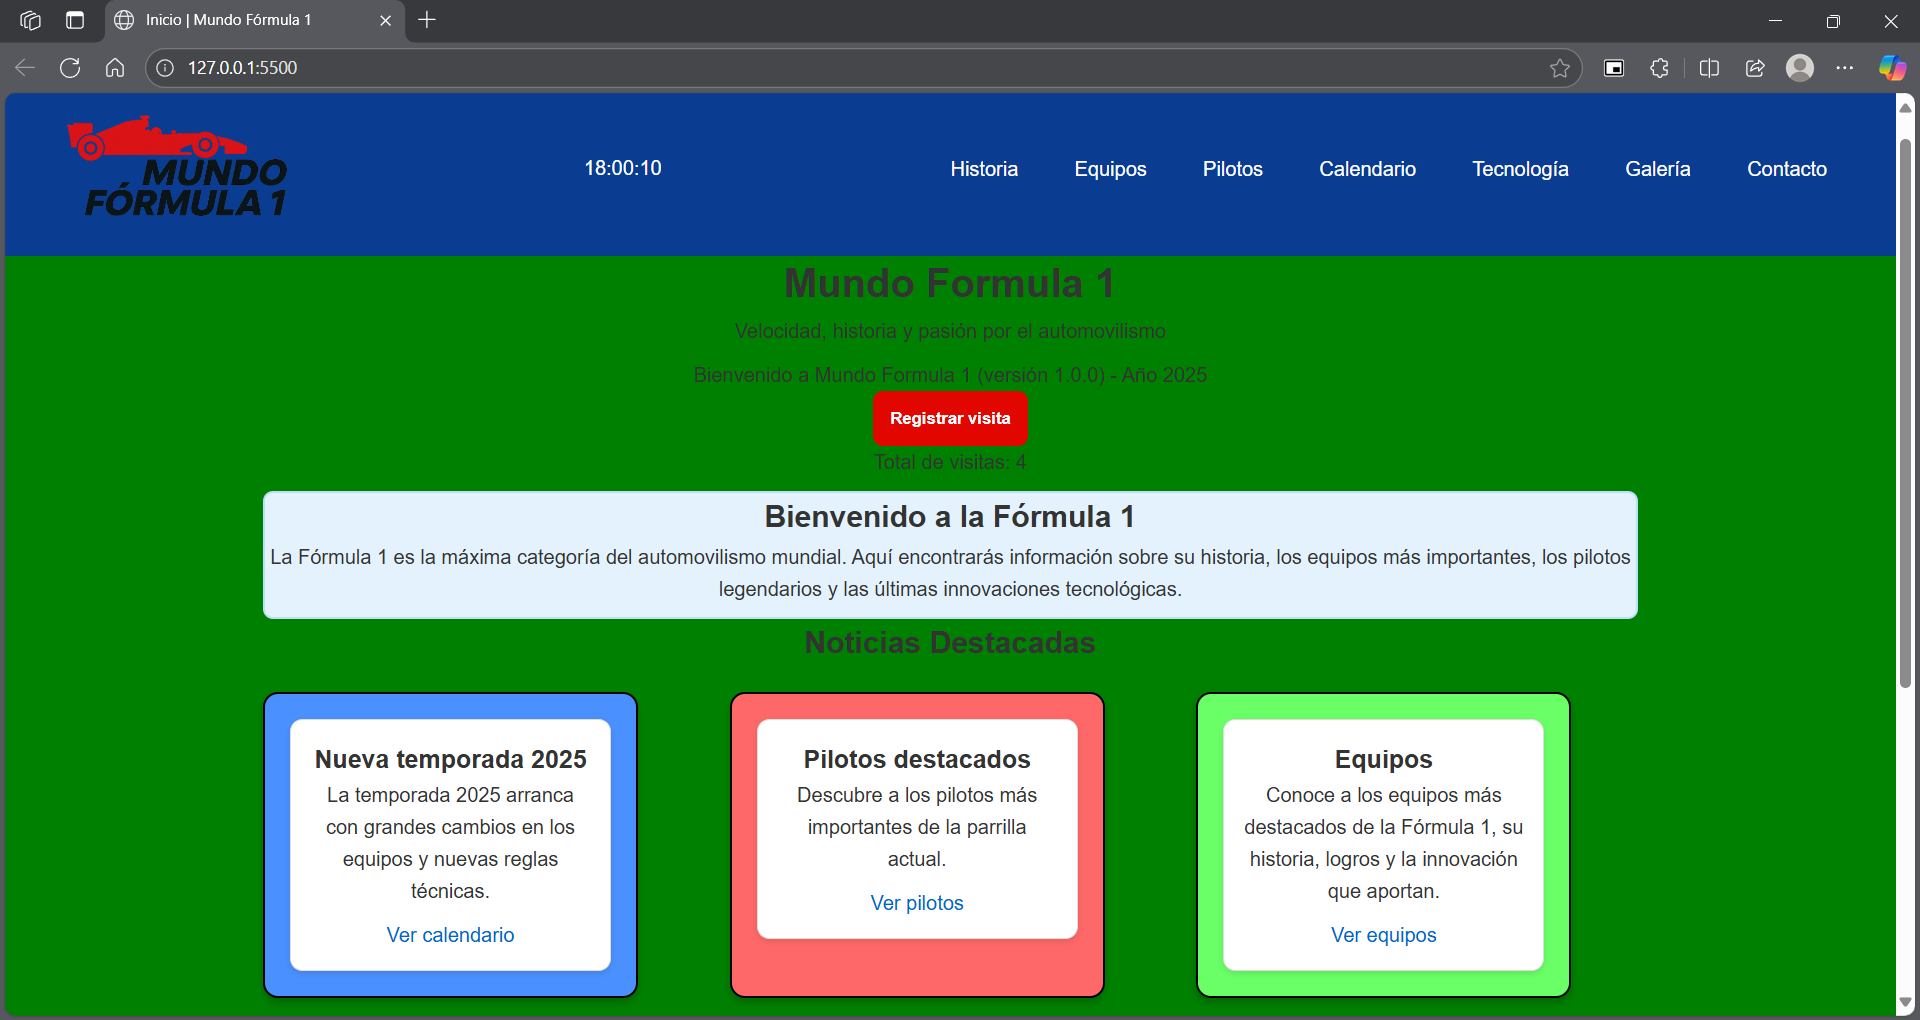 Inicio | Mundo Fórmula 1
127.0.0.1:5500
MUNDO
FÓRMULA 1
18:00:10
Historia
Equipos
Pilotos
Calendario
Tecnología
Galería
Contacto
Mundo Formula 1
Velocidad, historia y pasión por el automovilismo
Bienvenido a Mundo Formula 1 (versión 1.0.0) - Año 2025
Registrar visita
Total de visitas: 4
Bienvenido a la Fórmula 1
La Fórmula 1 es la máxima categoría del automovilismo mundial. Aquí encontrarás información sobre su historia, los equipos más importantes, los pilotos
legendarios y las últimas innovaciones tecnológicas.
Noticias Destacadas
Nueva temporada 2025
La temporada 2025 arranca
con grandes cambios en los
equipos y nuevas reglas
técnicas.
Ver calendario
Pilotos destacados
Descubre a los pilotos más
importantes de la parrilla
actual.
Ver pilotos
Equipos
Conoce a los equipos más
destacados de la Fórmula 1, su
historia, logros y la innovación
que aportan.
Ver equipos